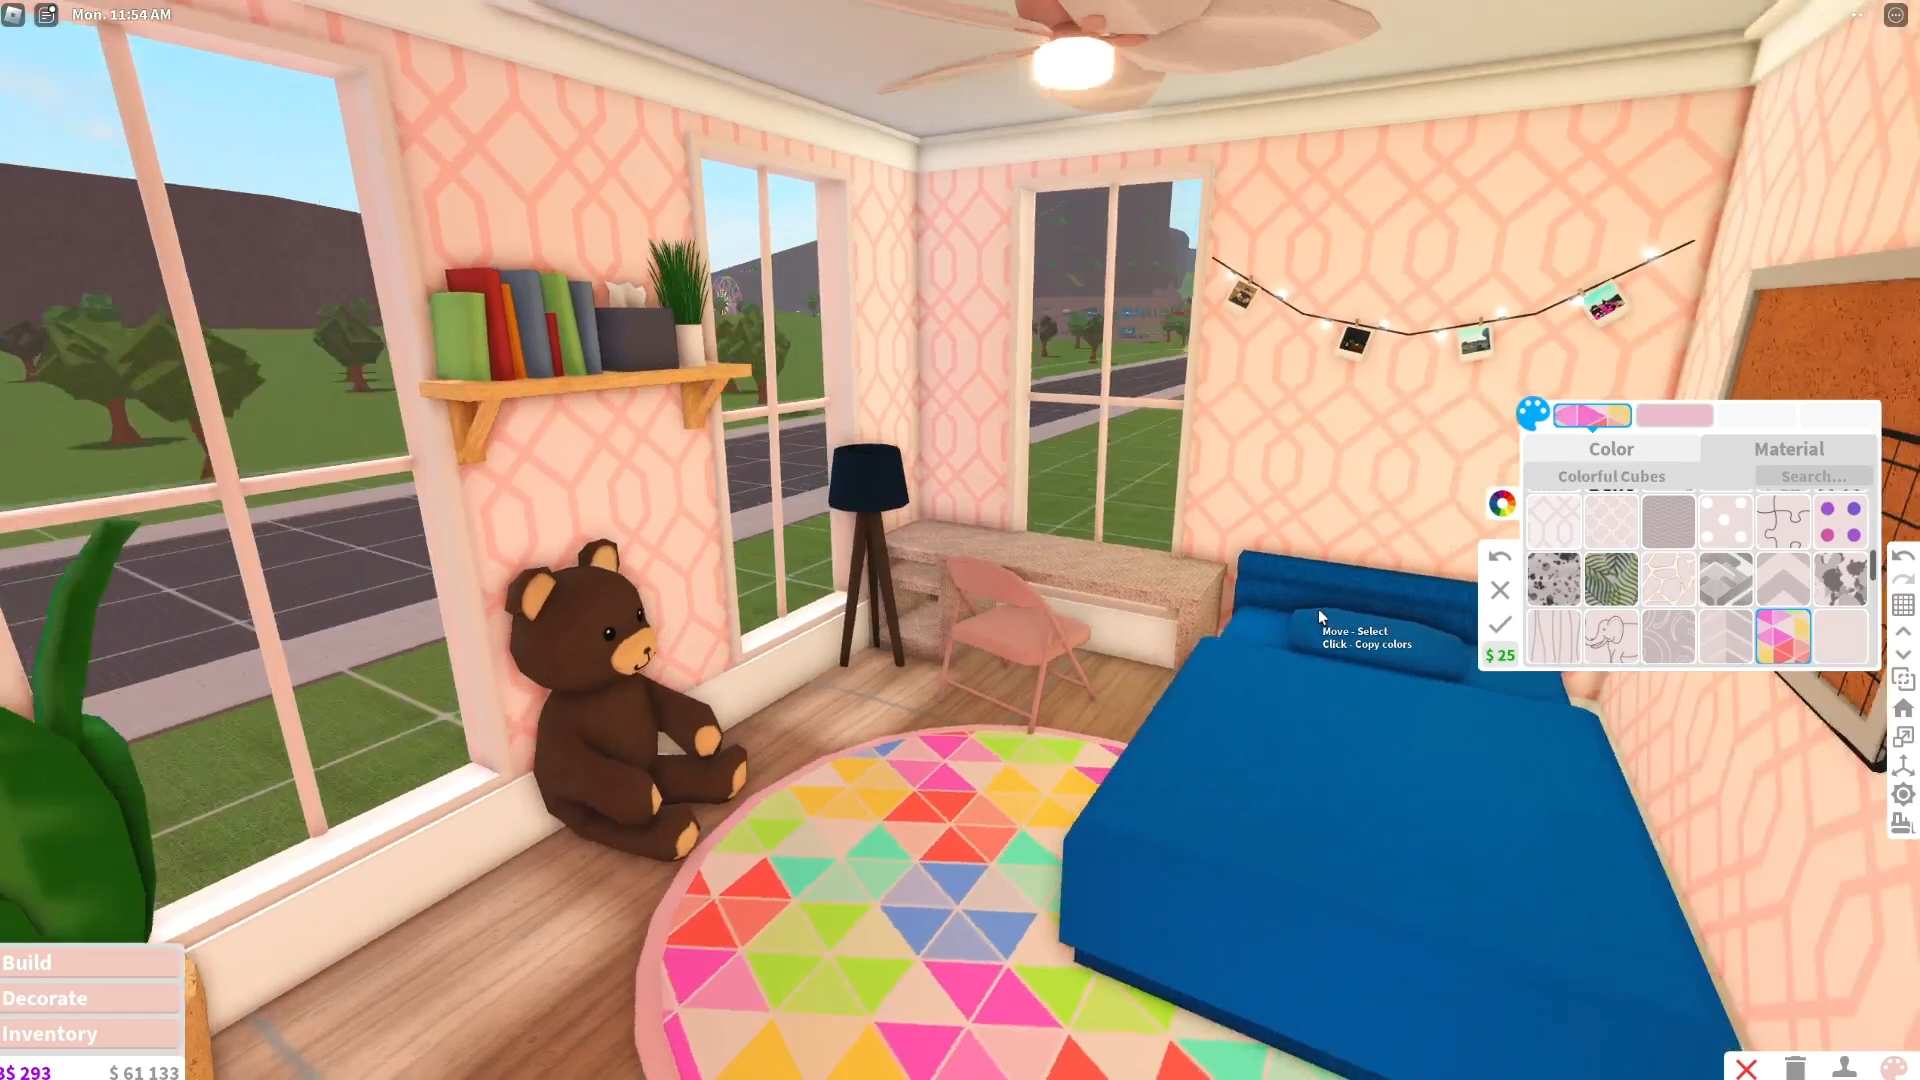 Mon. 11:54 AM
Color
Material
Colorful Cubes
Search...
Move - Select
Click - Copy colors
$ 25
Build
Decorate
Inventory
B$ 293
$ 61 133